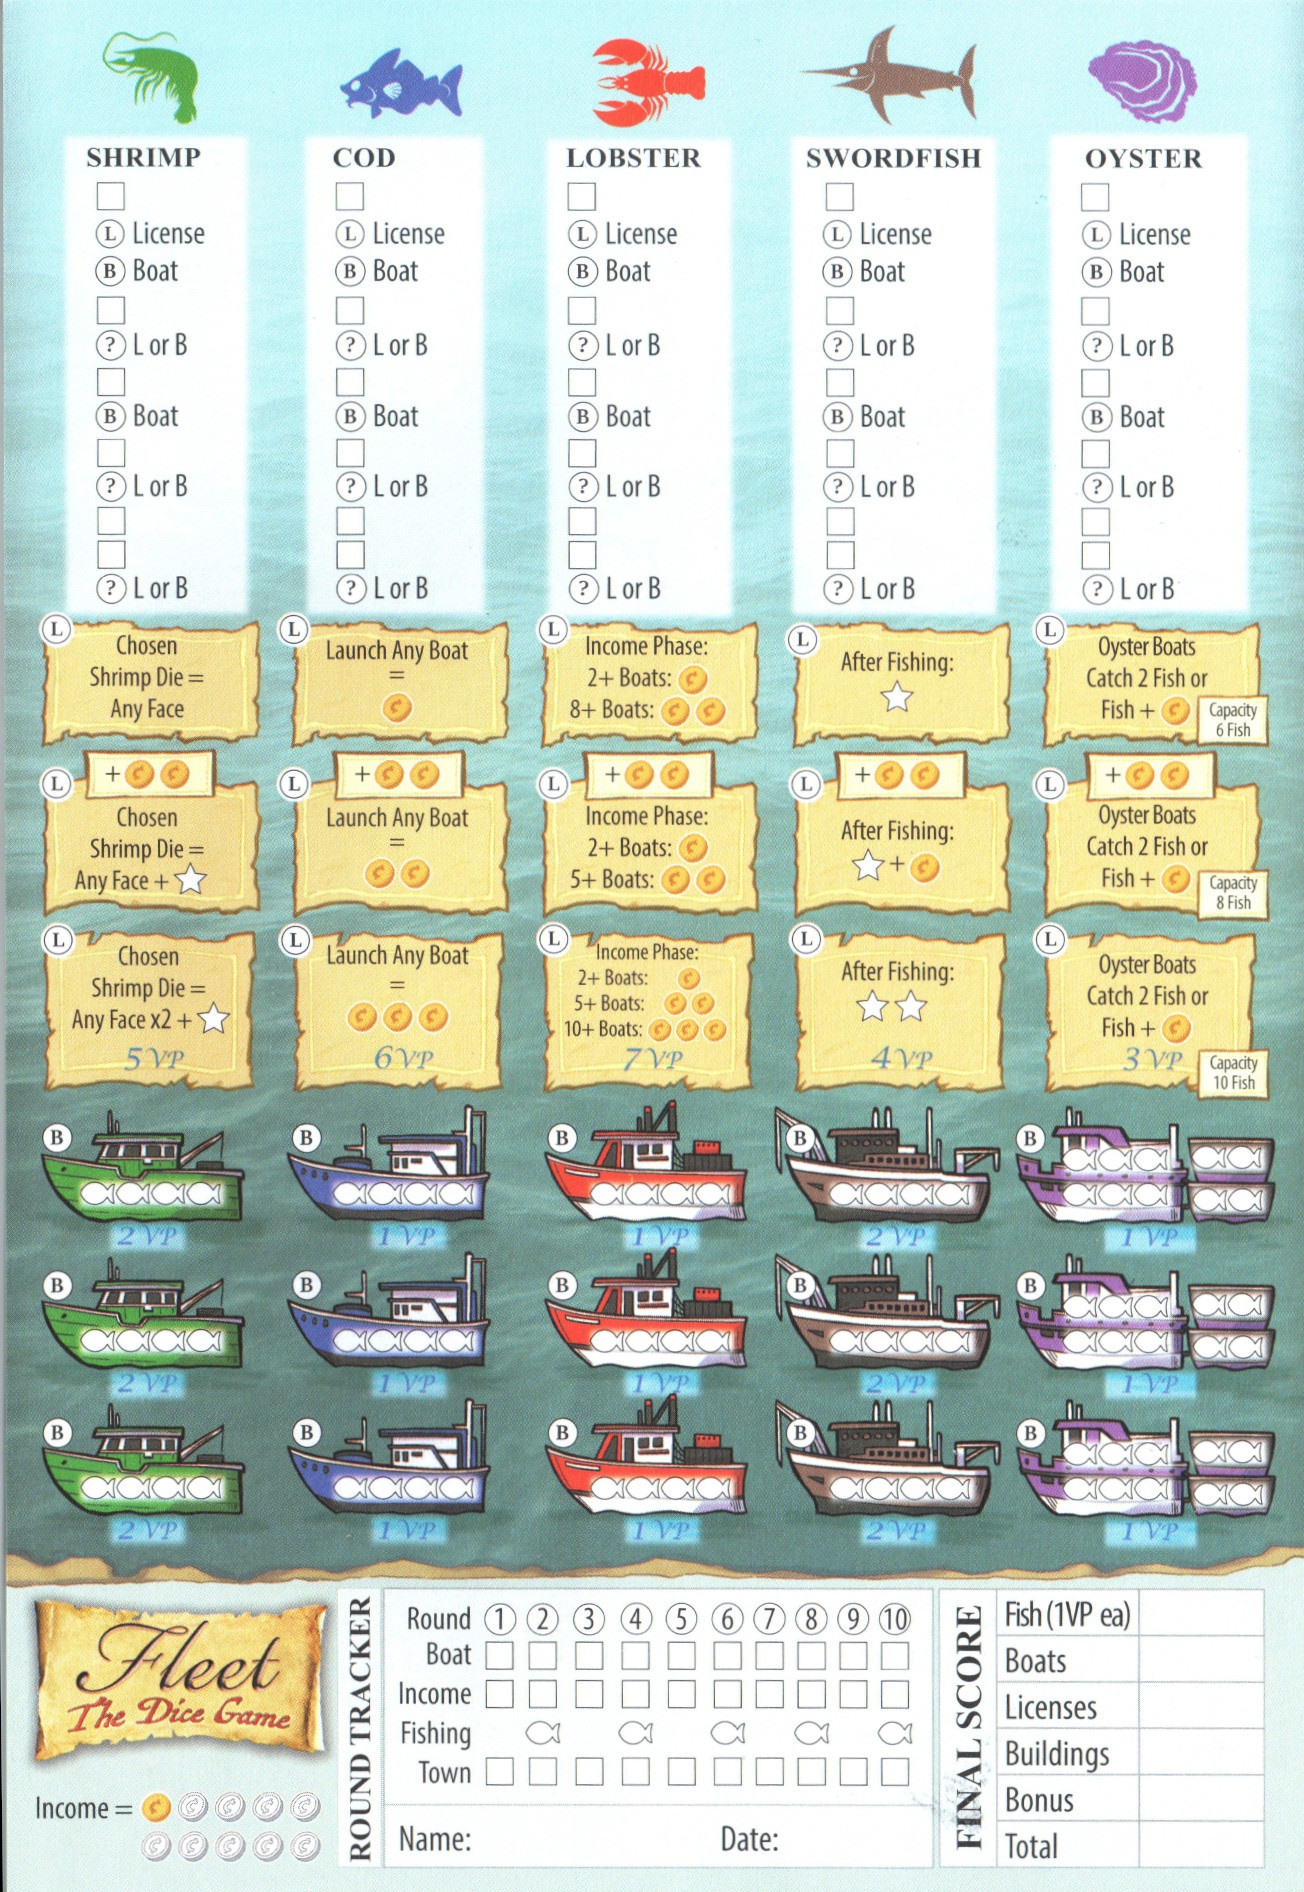 SHRIMP COD LOBSTER SWORDFISH OYSTER
L License L License L License L License L License
B Boat B Boat B Boat B Boat B Boat
? L or B ? L or B ? L or B ? L or B ? L or B
B Boat B Boat B Boat B Boat B Boat
? L or B ? L or B ? L or B ? L or B ? L or B
? L or B ? L or B ? L or B ? L or B ? L or B
L
Chosen
Shrimp Die =
Any Face
L
Launch Any Boat
=
L
Income Phase:
2+ Boats:
8+ Boats:
L
After Fishing:
L
Oyster Boats
Catch 2 Fish or
Fish +
Capacity
6 Fish
+
L
Chosen
Shrimp Die =
Any Face +
+
L
Launch Any Boat
=
+
L
Income Phase:
2+ Boats:
5+ Boats:
+
L
After Fishing:
+
+
L
Oyster Boats
Catch 2 Fish or
Fish +
Capacity
8 Fish
L
Chosen
Shrimp Die =
Any Face x2 +
5 VP
L
Launch Any Boat
=
6 VP
L
Income Phase:
2+ Boats:
5+ Boats:
10+ Boats:
7 VP
L
After Fishing:
4 VP
L
Oyster Boats
Catch 2 Fish or
Fish +
3 VP
Capacity
10 Fish
B B B B B
2 VP 1 VP 1 VP 2 VP 1 VP
B B B B B
2 VP 1 VP 1 VP 2 VP 1 VP
B B B B B
2 VP 1 VP 1 VP 2 VP 1 VP
Fleet
The Dice Game
Income =
ROUND TRACKER
Round 1 2 3 4 5 6 7 8 9 10
Boat
Income
Fishing
Town
Name: Date:
FINAL SCORE
Fish (1VP ea)
Boats
Licenses
Buildings
Bonus
Total